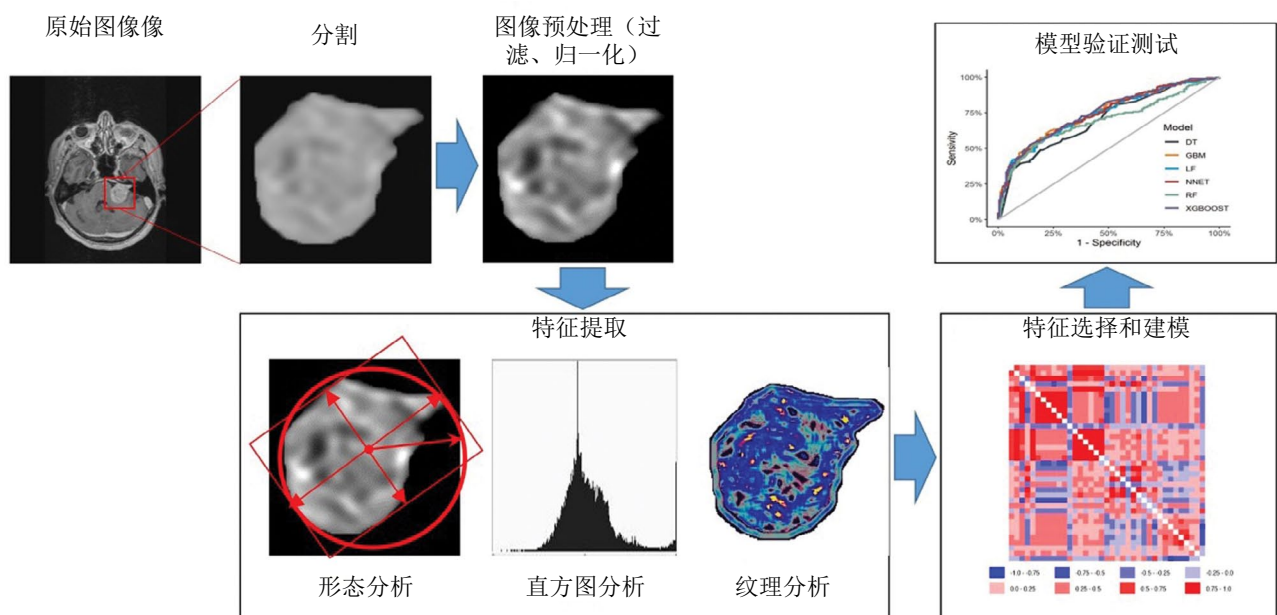 原始图像像
分割
图像预处理（过
滤、归一化）
模型验证测试
100%
75%
50%
25%
0%
Sensivity
0%
25%
50%
75%
100%
1 - Specificity
Model
DT
GBM
LF
NNET
RF
XGBOOST
特征提取
形态分析
直方图分析
纹理分析
特征选择和建模
-1.0 - -0.75
-0.75 - -0.5
-0.5 - -0.25
-0.25 - 0.0
0.0 - 0.25
0.25 - 0.5
0.5 - 0.75
0.75 - 1.0